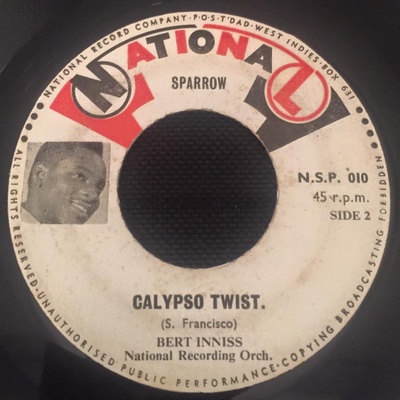 NATIONAL RECORD COMPANY·P·O·S·T'DAD·WEST INDIES·BOX 631
NATIONAL
SPARROW
N.S.P. 010
45 r.p.m.
SIDE 2
CALYPSO TWIST.
(S. Francisco)
BERT INNISS
National Recording Orch.
ALL RIGHTS RESERVED·UNAUTHORISED PUBLIC PERFORMANCE·COPYING BROADCASTING FORBIDDEN